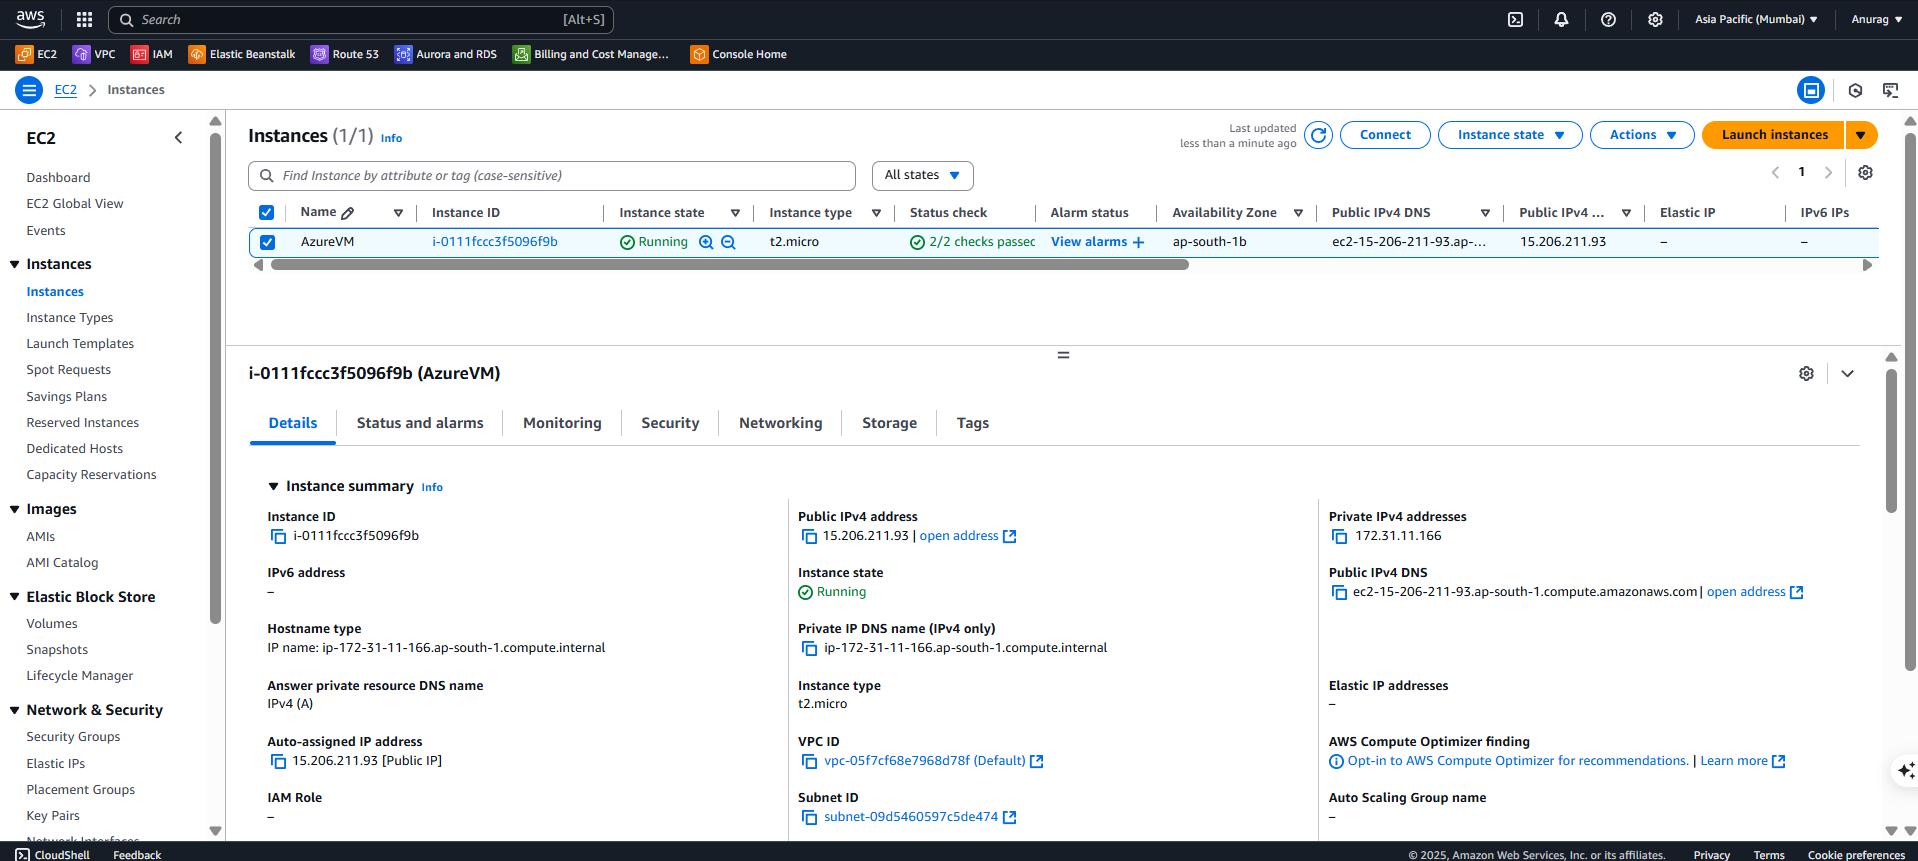 aws Search [Alt+S] Asia Pacific (Mumbai) Anurag
EC2 VPC IAM Elastic Beanstalk Route 53 Aurora and RDS Billing and Cost Manage... Console Home
EC2 Instances
EC2
Dashboard
EC2 Global View
Events
Instances
Instances
Instance Types
Launch Templates
Spot Requests
Savings Plans
Reserved Instances
Dedicated Hosts
Capacity Reservations
Images
AMIs
AMI Catalog
Elastic Block Store
Volumes
Snapshots
Lifecycle Manager
Network & Security
Security Groups
Elastic IPs
Placement Groups
Key Pairs
Network Interfaces
Instances (1/1) Info
Last updated
less than a minute ago
Connect Instance state Actions Launch instances
Find Instance by attribute or tag (case-sensitive) All states 1
Name Instance ID Instance state Instance type Status check Alarm status Availability Zone Public IPv4 DNS Public IPv4 ... Elastic IP IPv6 IPs
AzureVM i-0111fccc3f5096f9b Running t2.micro 2/2 checks passec View alarms + ap-south-1b ec2-15-206-211-93.ap-... 15.206.211.93 – –
i-0111fccc3f5096f9b (AzureVM)
Details Status and alarms Monitoring Security Networking Storage Tags
Instance summary Info
Instance ID
i-0111fccc3f5096f9b
Public IPv4 address
15.206.211.93 | open address
Private IPv4 addresses
172.31.11.166
IPv6 address
–
Instance state
Running
Public IPv4 DNS
ec2-15-206-211-93.ap-south-1.compute.amazonaws.com | open address
Hostname type
IP name: ip-172-31-11-166.ap-south-1.compute.internal
Private IP DNS name (IPv4 only)
ip-172-31-11-166.ap-south-1.compute.internal
Answer private resource DNS name
IPv4 (A)
Instance type
t2.micro
Elastic IP addresses
–
Auto-assigned IP address
15.206.211.93 [Public IP]
VPC ID
vpc-05f7cf68e7968d78f (Default)
AWS Compute Optimizer finding
Opt-in to AWS Compute Optimizer for recommendations. | Learn more
IAM Role
–
Subnet ID
subnet-09d5460597c5de474
Auto Scaling Group name
–
CloudShell Feedback © 2025, Amazon Web Services, Inc. or its affiliates. Privacy Terms Cookie preferences